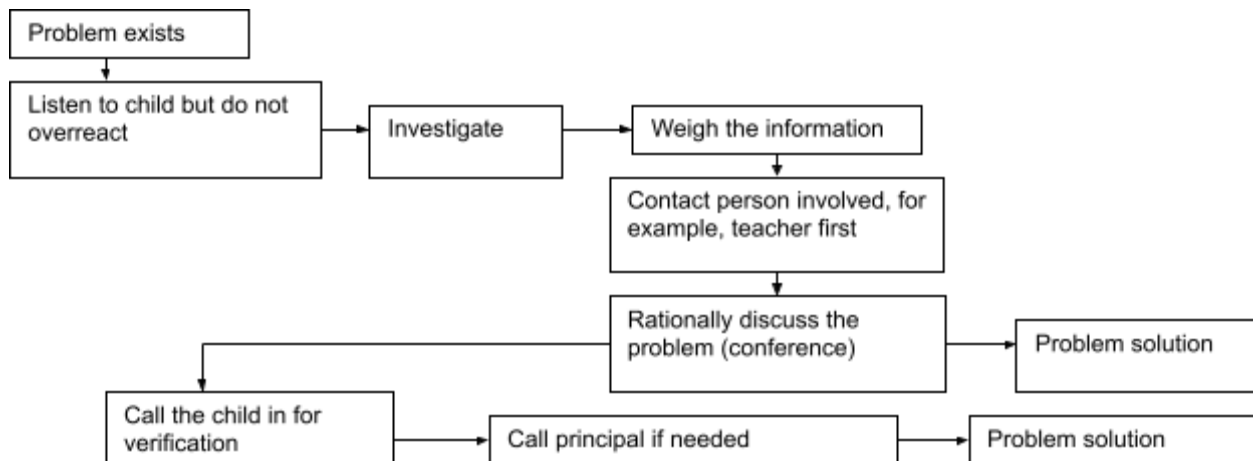 Problem exists
Listen to child but do not
overreact
Investigate
Weigh the information
Contact person involved, for
example, teacher first
Rationally discuss the
problem (conference)
Problem solution
Call the child in for
verification
Call principal if needed
Problem solution